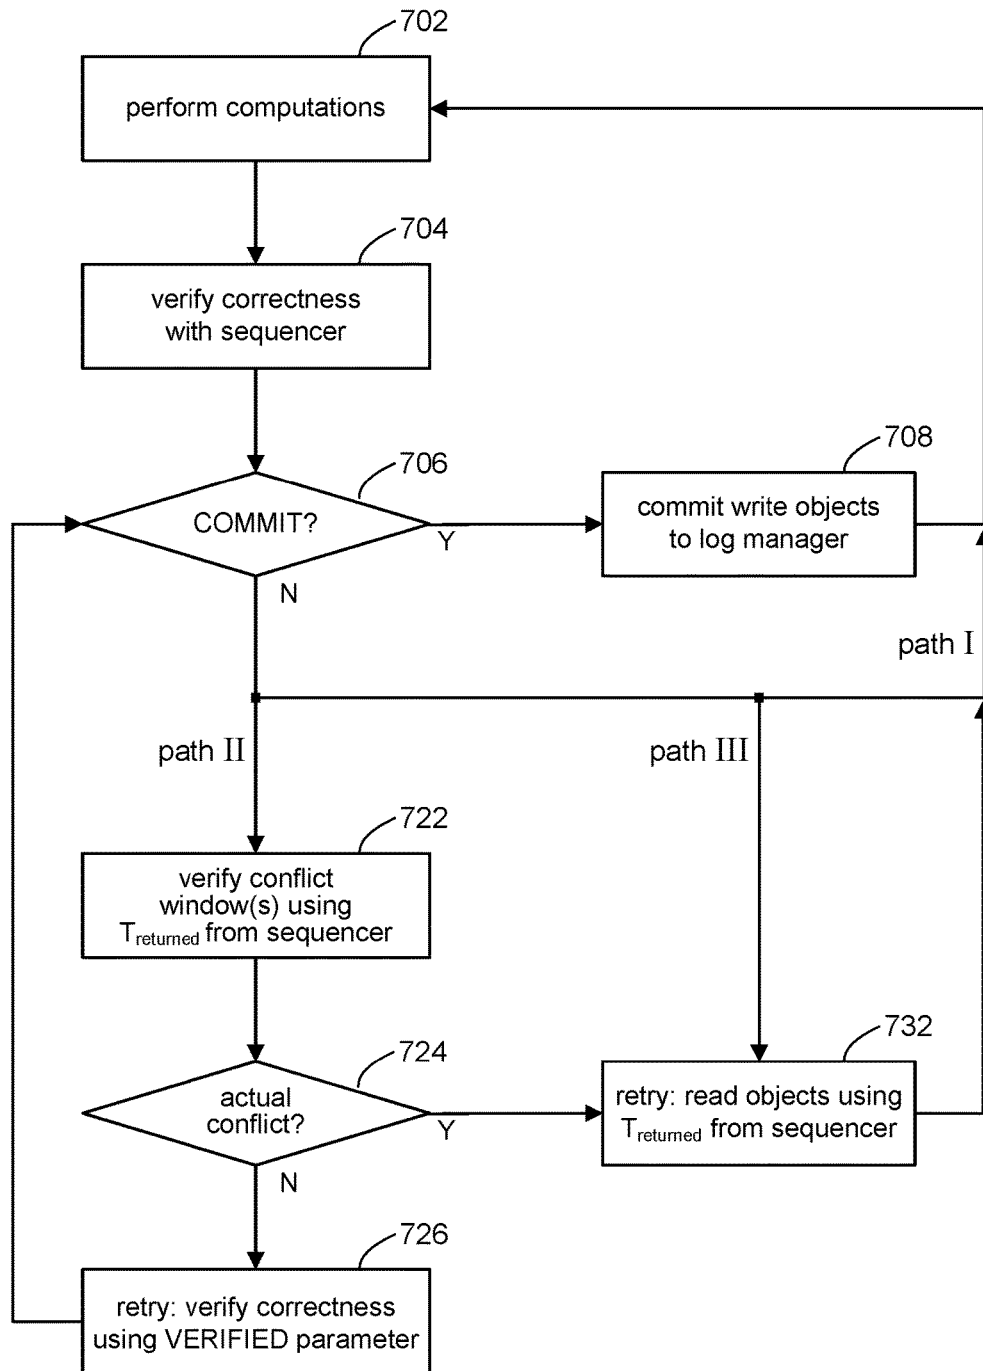 702
perform computations
704
verify correctness
with sequencer
706
COMMIT?
Y
N
708
commit write objects
to log manager
path I
path II
path III
722
verify conflict
window(s) using
Treturned from sequencer
724
actual
conflict?
Y
N
732
retry: read objects using
Treturned from sequencer
726
retry: verify correctness
using VERIFIED parameter